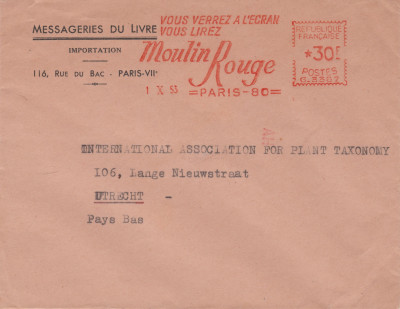 MESSAGERIES DU LIVRE
IMPORTATION
116, RUE DU BAC - PARIS-VIIe
VOUS VERREZ A L'ECRAN
VOUS LIREZ
Moulin Rouge
1 X 53 = PARIS - 80 =
REPUBLIQUE
FRANÇAISE
*30F
POSTES
INTERNATIONAL ASSOCIATION FOR PLANT TAXONOMY
106, Lange Nieuwstraat
UTRECHT -
Pays Bas